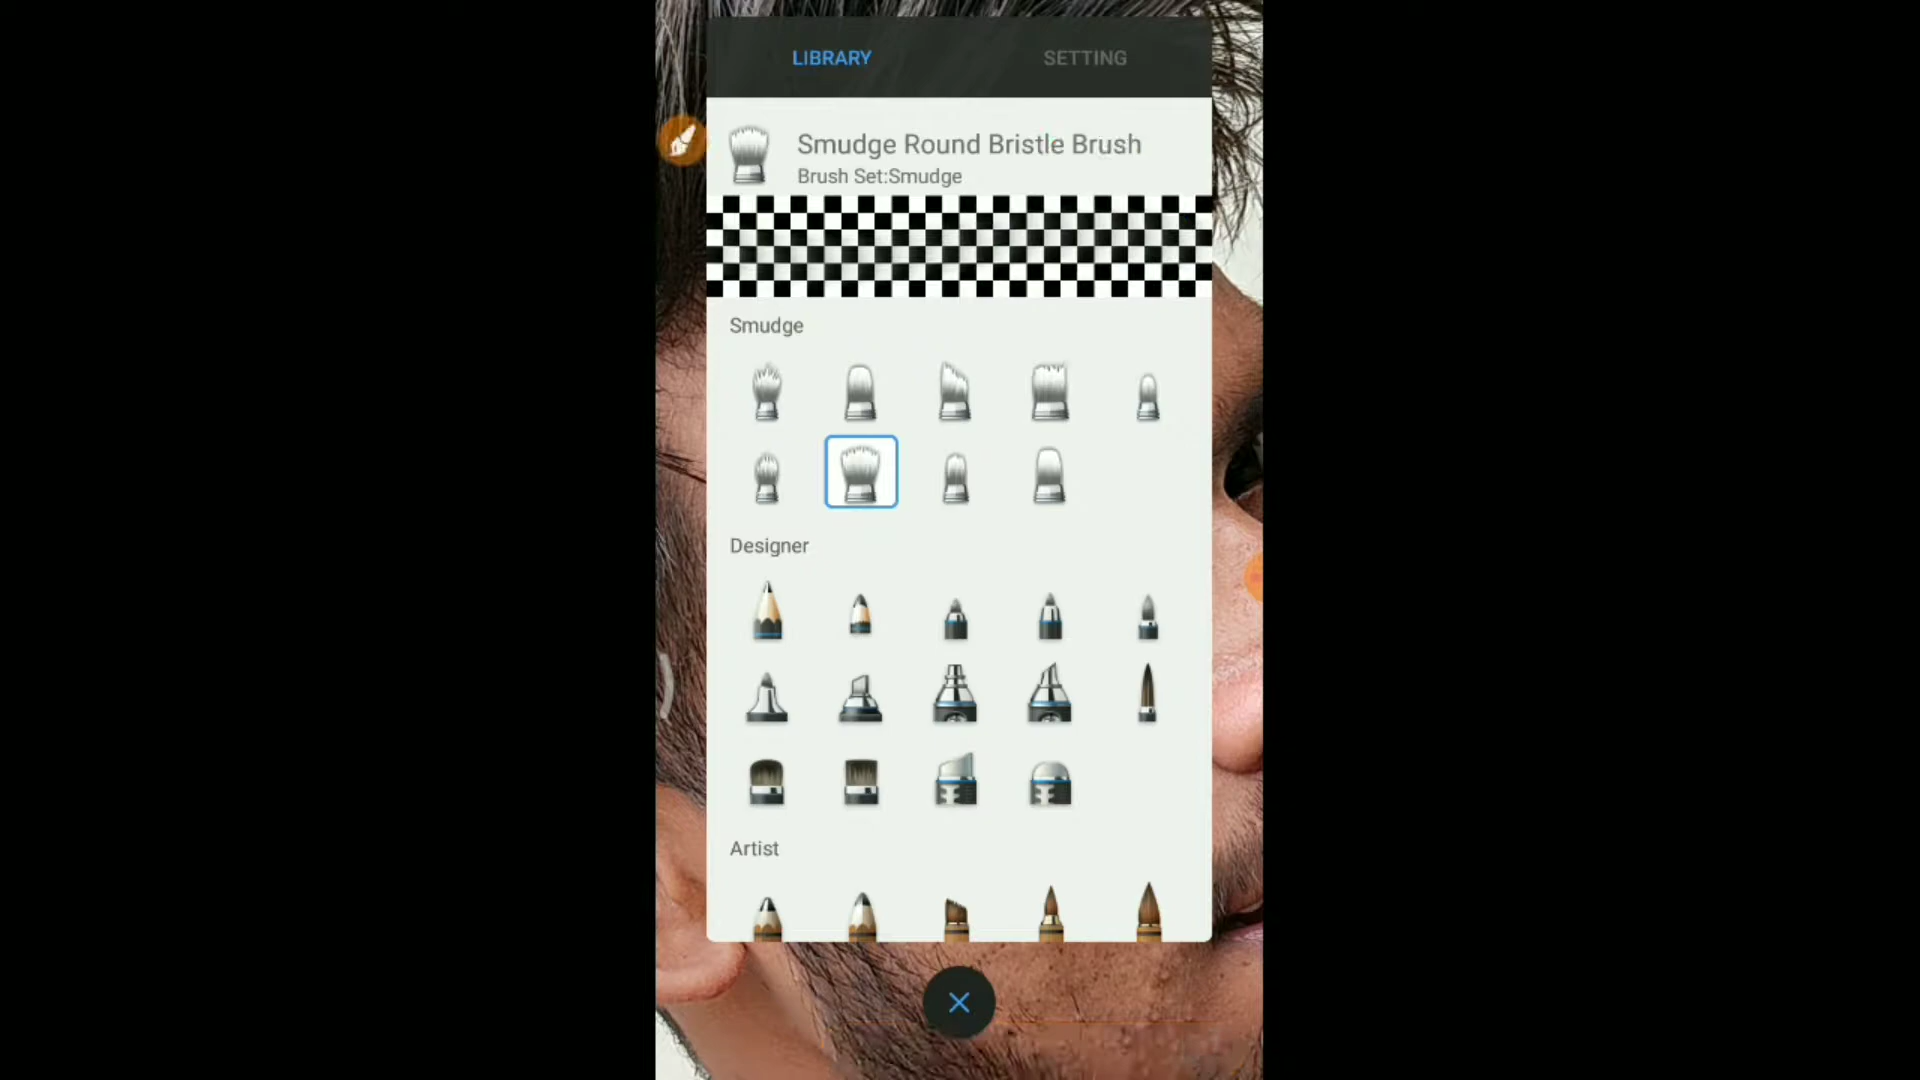 LIBRARY SETTING
Smudge Round Bristle Brush
Brush Set:Smudge
Smudge
Designer
Artist